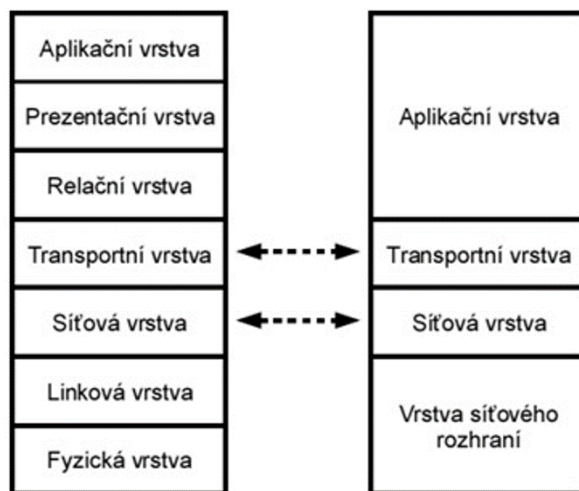 Aplikační vrstva
Prezentační vrstva
Relační vrstva
Transportní vrstva
Síťová vrstva
Linková vrstva
Fyzická vrstva
Aplikační vrstva
Transportní vrstva
Síťová vrstva
Vrstva síťového
rozhraní